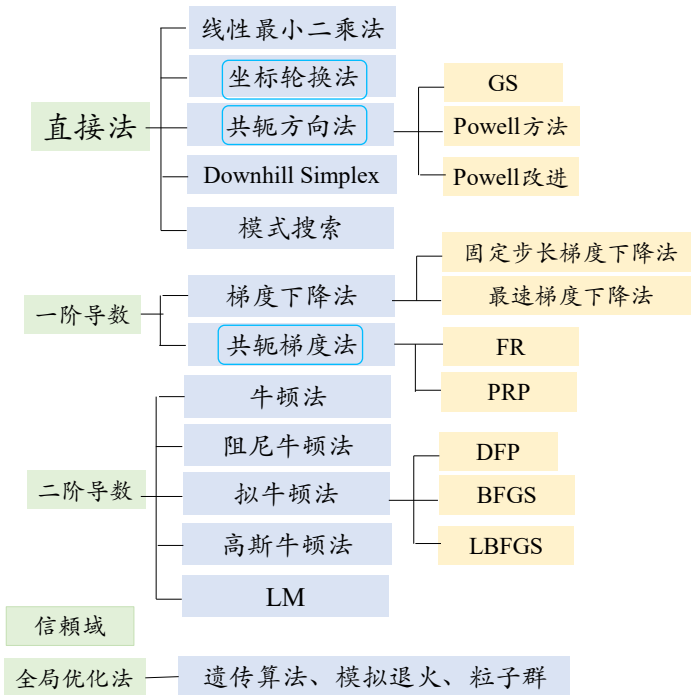 直接法
线性最小二乘法
坐标轮换法
共轭方向法
GS
Powell方法
Powell改进
Downhill Simplex
模式搜索
一阶导数
梯度下降法
固定步长梯度下降法
最速梯度下降法
共轭梯度法
FR
PRP
二阶导数
牛顿法
阻尼牛顿法
拟牛顿法
DFP
BFGS
LBFGS
高斯牛顿法
LM
信頼域
全局优化法
遗传算法、模拟退火、粒子群